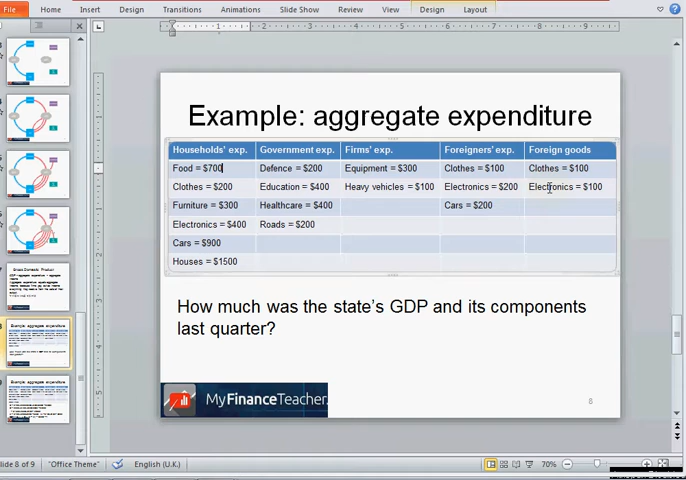 File Home Insert Design Transitions Animations Slide Show Review View Design Layout
Example: aggregate expenditure
Households' exp. Government exp. Firms' exp. Foreigners' exp. Foreign goods
Food = $700 Defence = $200 Equipment = $300 Clothes = $100 Clothes = $100
Clothes = $200 Education = $400 Heavy vehicles = $100 Electronics = $200 Electronics = $100
Furniture = $300 Healthcare = $400 Cars = $200
Electronics = $400 Roads = $200
Cars = $900
Houses = $1500
How much was the state's GDP and its components
last quarter?
MyFinanceTeacher.
8
Slide 8 of 9 "Office Theme" English (U.K.) 70%